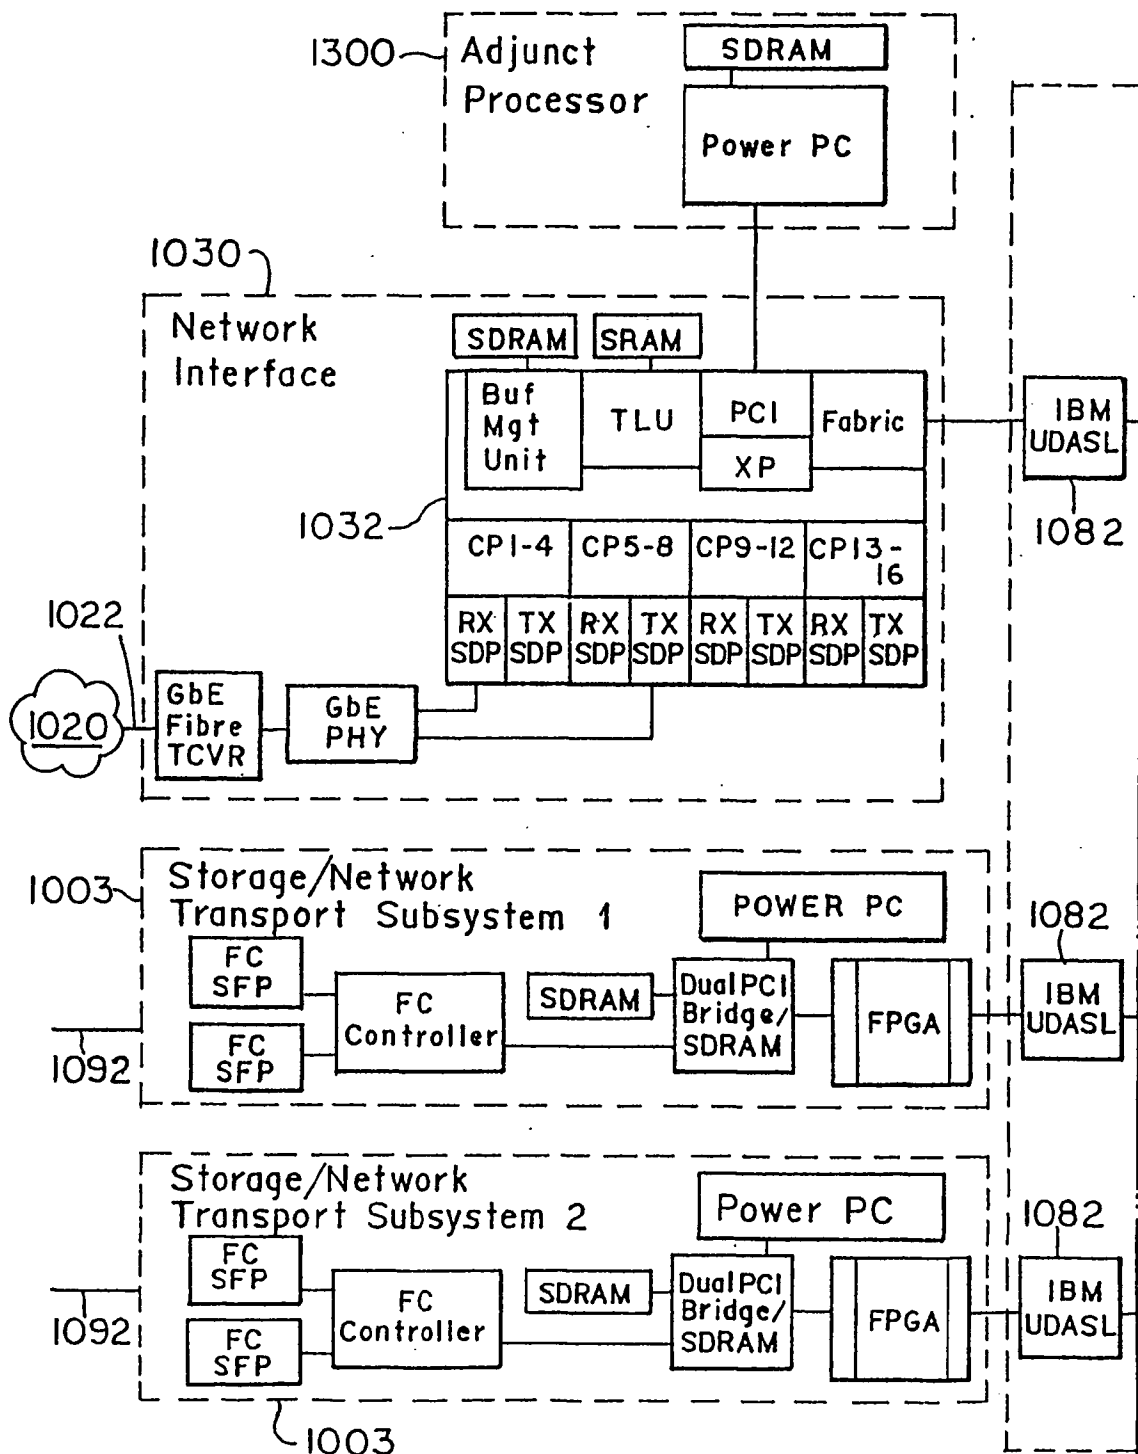 1300
Adjunct
Processor
SDRAM
Power PC
1030
Network
Interface
SDRAM
SRAM
Buf
Mgt
Unit
TLU
PCI
XP
Fabric
IBM
UDASL
1082
1032
CP1-4
CP5-8
CP9-12
CP13-
16
RX
SDP
TX
SDP
RX
SDP
TX
SDP
RX
SDP
TX
SDP
RX
SDP
TX
SDP
1022
1020
GbE
Fibre
TCVR
GbE
PHY
1003
Storage/Network
Transport Subsystem 1
POWER PC
FC
SFP
FC
SFP
1092
FC
Controller
SDRAM
Dual PCI
Bridge/
SDRAM
FPGA
1082
IBM
UDASL
Storage/Network
Transport Subsystem 2
Power PC
FC
SFP
FC
SFP
1092
FC
Controller
SDRAM
Dual PCI
Bridge/
SDRAM
FPGA
1082
IBM
UDASL
1003